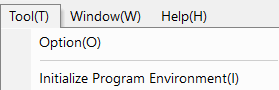 Tool(T) Window(W) Help(H)
Option(O)
Initialize Program Environment(I)